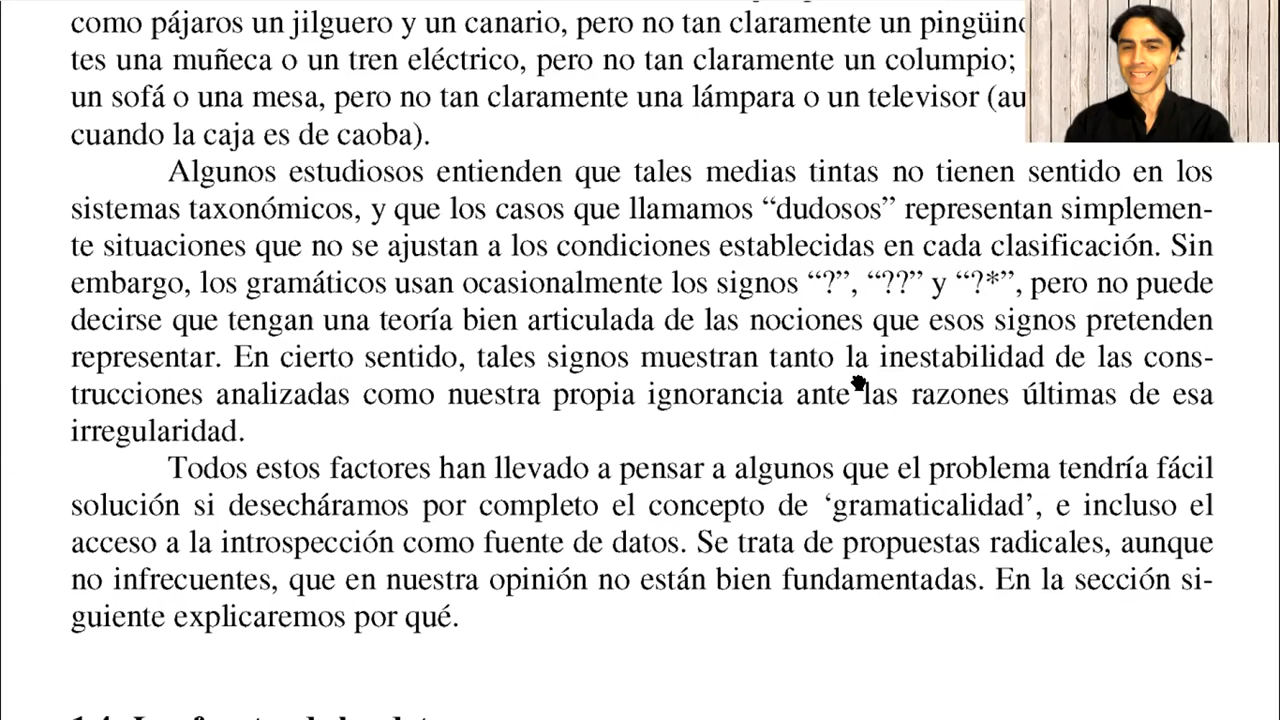 como pájaros un jilguero y un canario, pero no tan claramente un pingüino
tes una muñeca o un tren eléctrico, pero no tan claramente un columpio;
un sofá o una mesa, pero no tan claramente una lámpara o un televisor (au
cuando la caja es de caoba).
Algunos estudiosos entienden que tales medias tintas no tienen sentido en los
sistemas taxonómicos, y que los casos que llamamos “dudosos” representan simplemen-
te situaciones que no se ajustan a los condiciones establecidas en cada clasificación. Sin
embargo, los gramáticos usan ocasionalmente los signos “?”, “??” y “?*”, pero no puede
decirse que tengan una teoría bien articulada de las nociones que esos signos pretenden
representar. En cierto sentido, tales signos muestran tanto la inestabilidad de las cons-
trucciones analizadas como nuestra propia ignorancia ante las razones últimas de esa
irregularidad.
Todos estos factores han llevado a pensar a algunos que el problema tendría fácil
solución si desecháramos por completo el concepto de ‘gramaticalidad’, e incluso el
acceso a la introspección como fuente de datos. Se trata de propuestas radicales, aunque
no infrecuentes, que en nuestra opinión no están bien fundamentadas. En la sección si-
guiente explicaremos por qué.